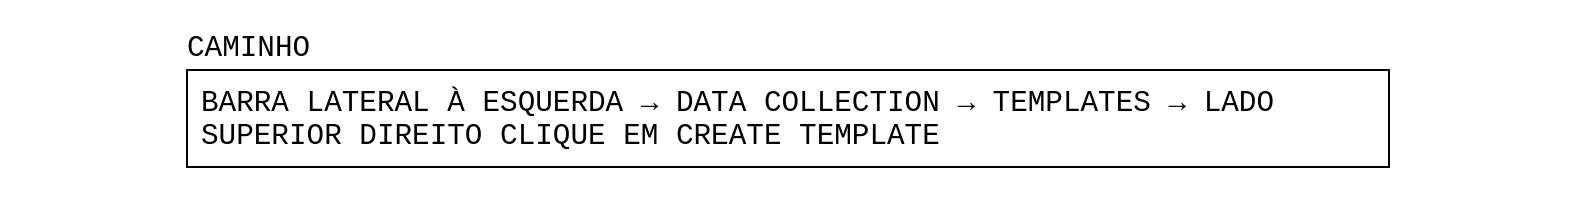 CAMINHO
BARRA LATERAL À ESQUERDA → DATA COLLECTION → TEMPLATES → LADO
SUPERIOR DIREITO CLIQUE EM CREATE TEMPLATE